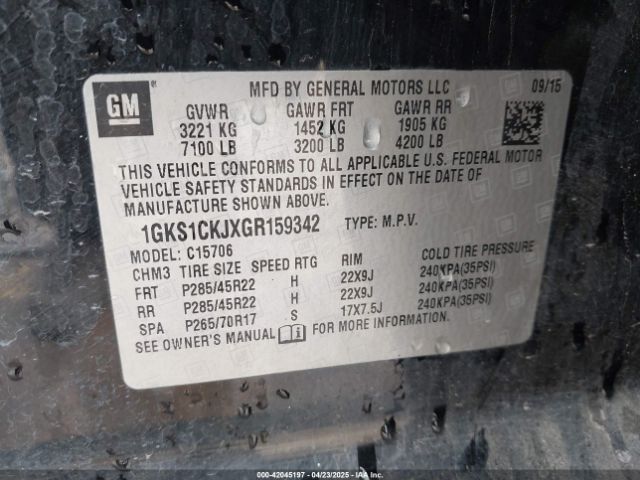 GM
MFD BY GENERAL MOTORS LLC 09/15
GVWR GAWR FRT GAWR RR
3221 KG 1452 KG 1905 KG
7100 LB 3200 LB 4200 LB
THIS VEHICLE CONFORMS TO ALL APPLICABLE U.S. FEDERAL MOTOR
VEHICLE SAFETY STANDARDS IN EFFECT ON THE DATE OF
MANUFACTURE SHOWN ABOVE.
1GKS1CKJXGR159342 TYPE: M.P.V.
MODEL: C15706
CHM3 TIRE SIZE SPEED RTG RIM COLD TIRE PRESSURE
FRT P285/45R22 H 22X9J 240KPA(35PSI)
RR P285/45R22 H 22X9J 240KPA(35PSI)
SPA P265/70R17 S 17X7.5J 240KPA(35PSI)
SEE OWNER'S MANUAL FOR MORE INFORMATION.
000-42045197 - 04/23/2025 - IAAI.COM